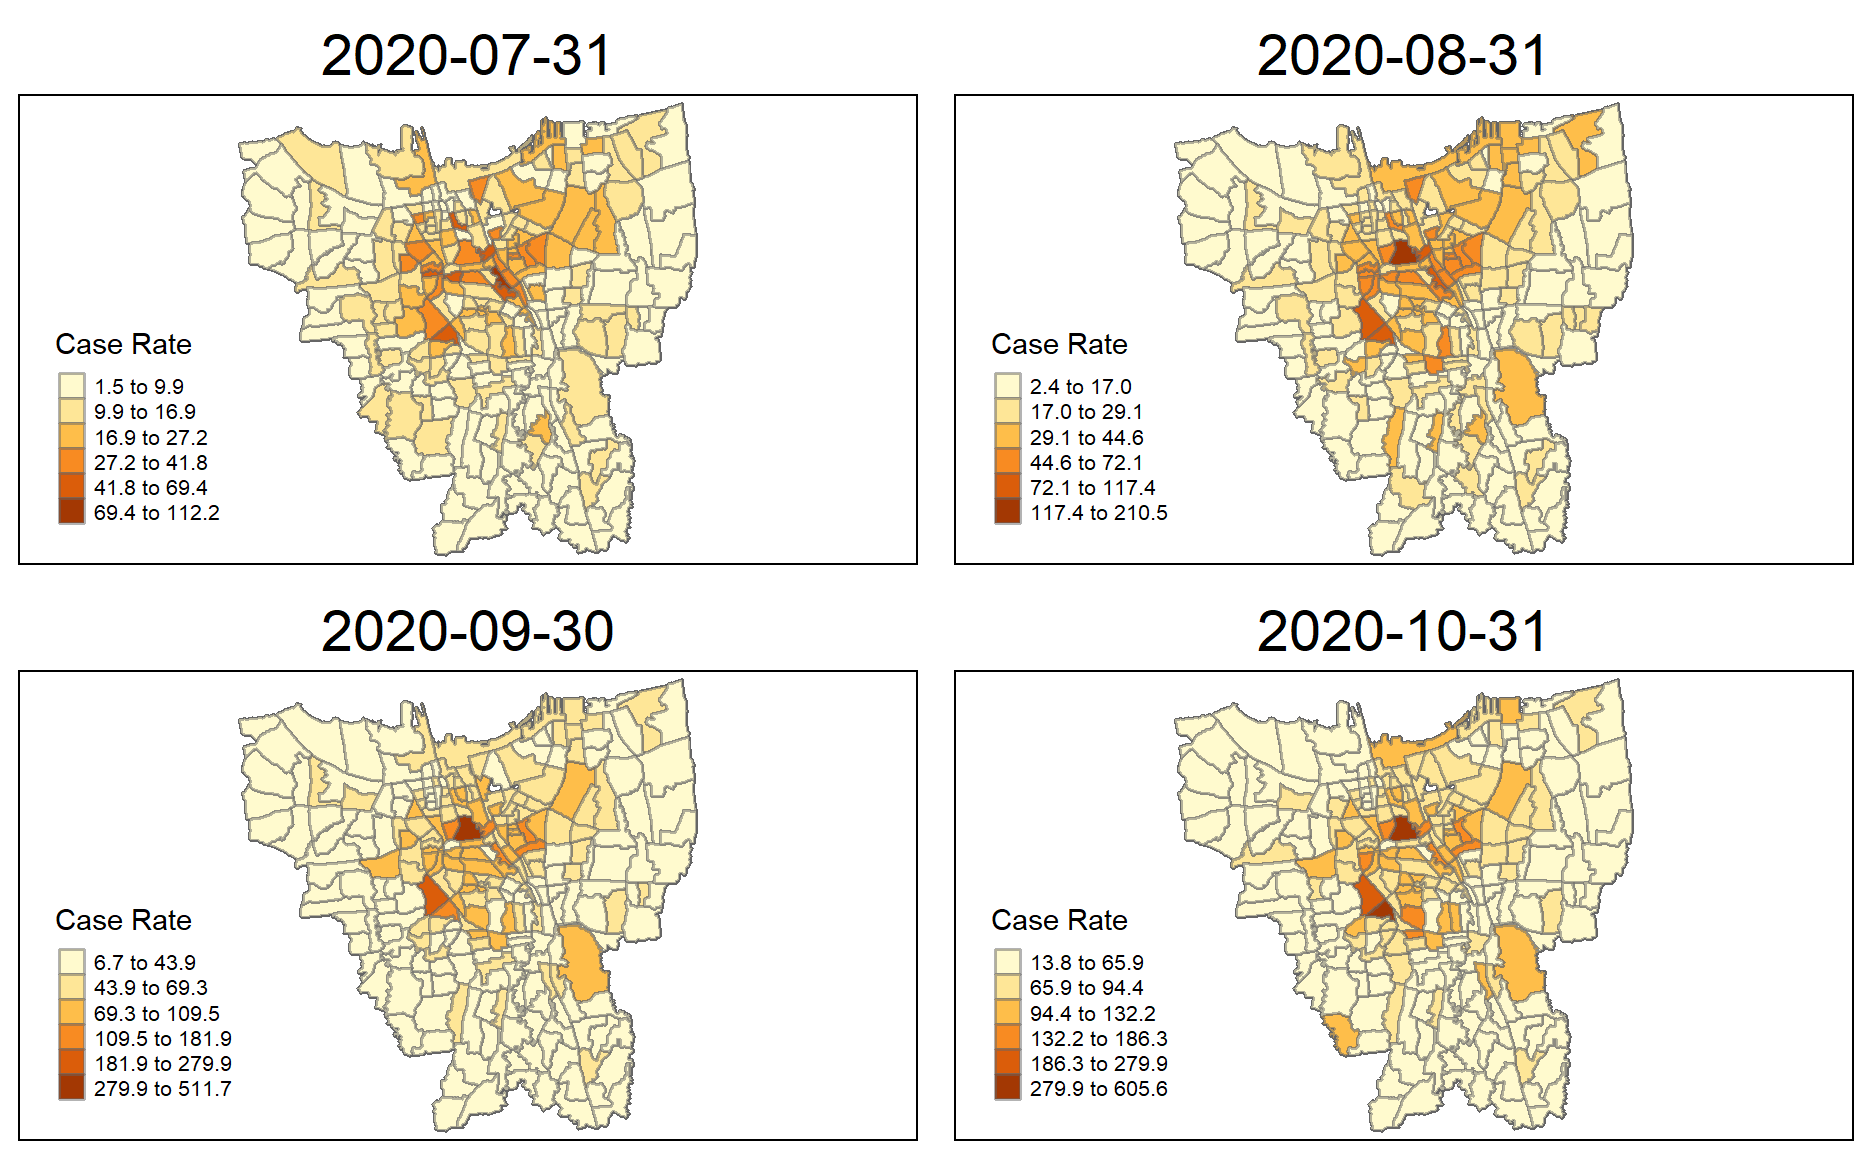 2020-07-31
Case Rate
1.5 to 9.9
9.9 to 16.9
16.9 to 27.2
27.2 to 41.8
41.8 to 69.4
69.4 to 112.2
2020-08-31
Case Rate
2.4 to 17.0
17.0 to 29.1
29.1 to 44.6
44.6 to 72.1
72.1 to 117.4
117.4 to 210.5
2020-09-30
Case Rate
6.7 to 43.9
43.9 to 69.3
69.3 to 109.5
109.5 to 181.9
181.9 to 279.9
279.9 to 511.7
2020-10-31
Case Rate
13.8 to 65.9
65.9 to 94.4
94.4 to 132.2
132.2 to 186.3
186.3 to 279.9
279.9 to 605.6